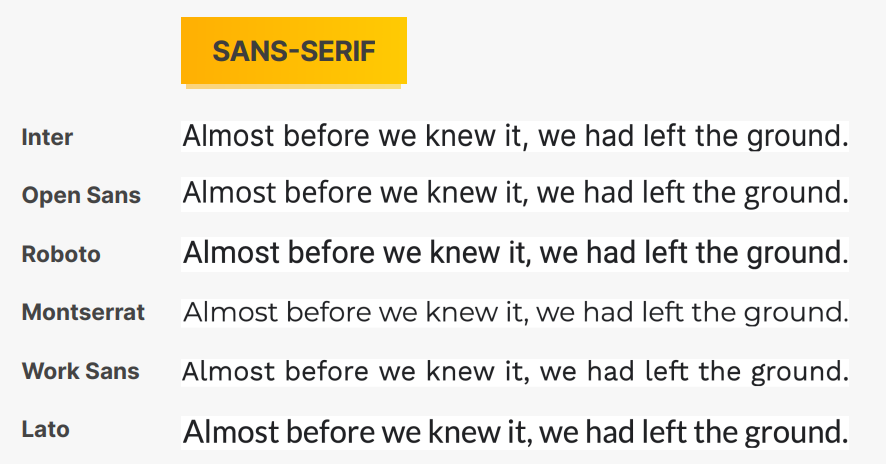 SANS-SERIF
Inter Almost before we knew it, we had left the ground.
Open Sans Almost before we knew it, we had left the ground.
Roboto Almost before we knew it, we had left the ground.
Montserrat Almost before we knew it, we had left the ground.
Work Sans Almost before we knew it, we had left the ground.
Lato Almost before we knew it, we had left the ground.